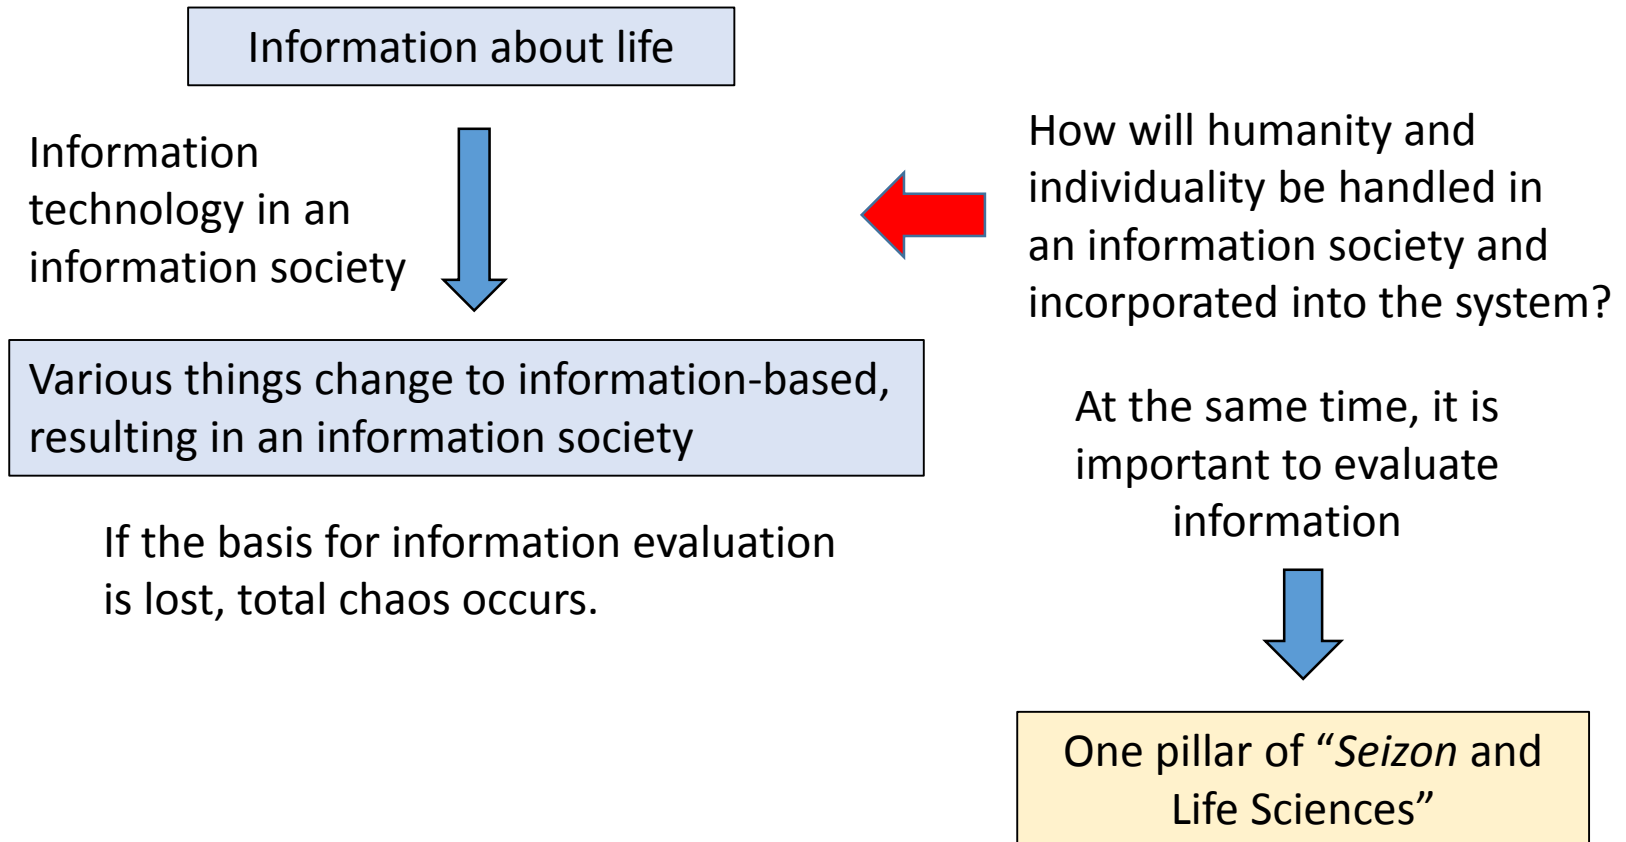 Information about life
Information
technology in an
information society
Various things change to information-based,
resulting in an information society
If the basis for information evaluation
is lost, total chaos occurs.
How will humanity and
individuality be handled in
an information society and
incorporated into the system?
At the same time, it is
important to evaluate
information
One pillar of “Seizon and
Life Sciences”